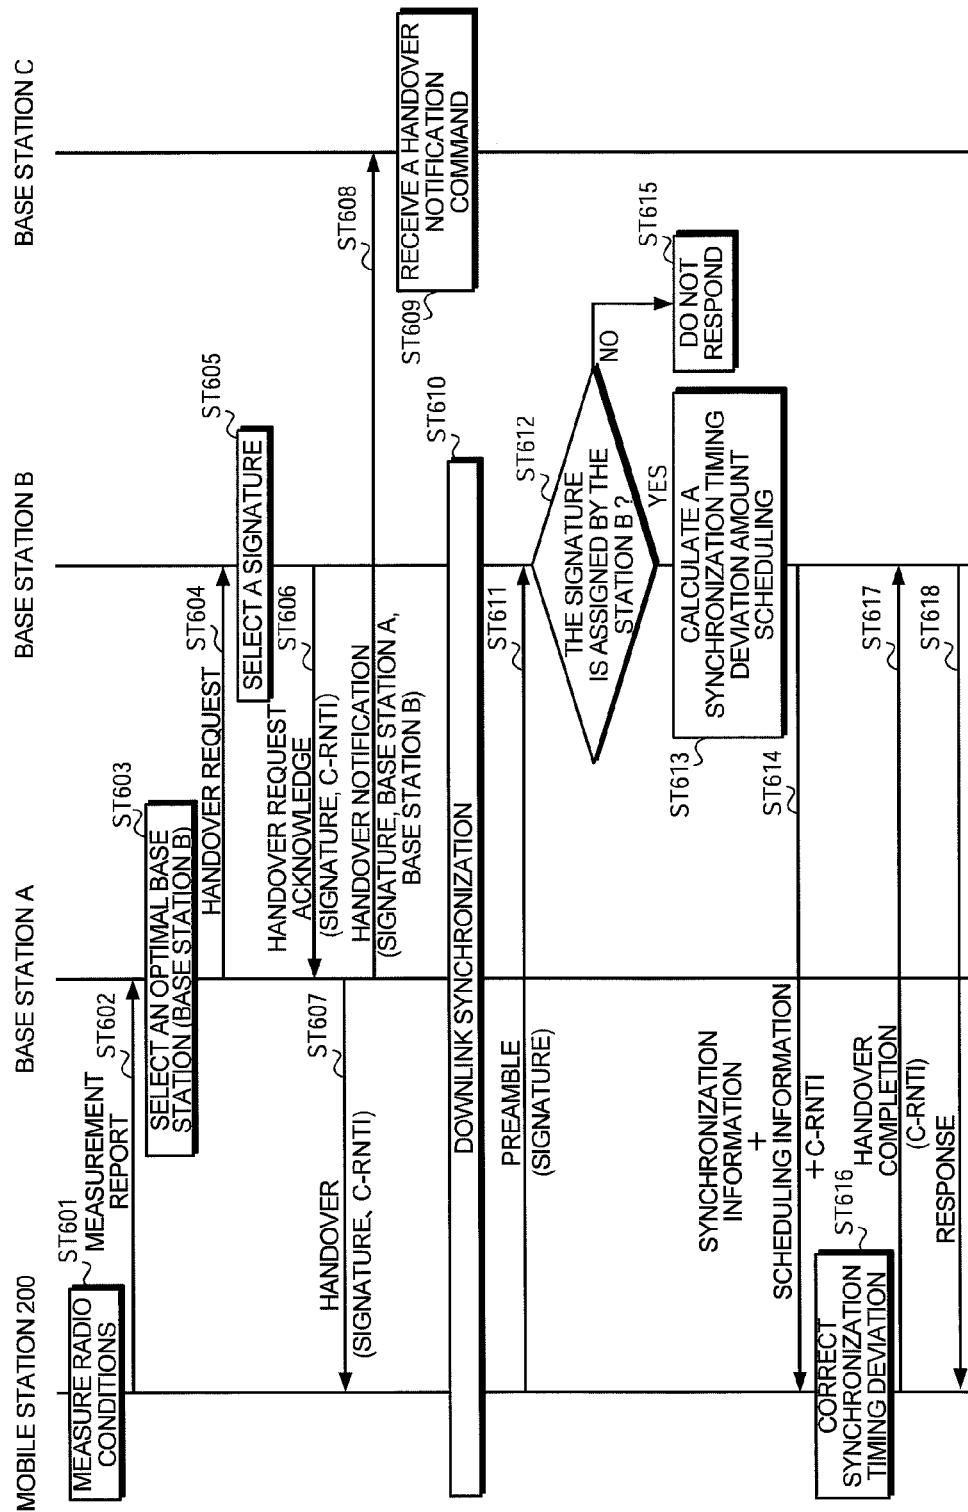 MOBILE STATION 200
BASE STATION A
BASE STATION B
BASE STATION C
MEASURE RADIO
CONDITIONS
ST601
MEASUREMENT
REPORT
ST602
SELECT AN OPTIMAL BASE
STATION (BASE STATION B)
ST603
HANDOVER REQUEST
ST604
SELECT A SIGNATURE
ST605
HANDOVER REQUEST
ACKNOWLEDGE
(SIGNATURE, C-RNTI)
ST606
HANDOVER
(SIGNATURE、C-RNTI)
ST607
HANDOVER NOTIFICATION
(SIGNATURE, BASE STATION A,
BASE STATION B)
ST608
RECEIVE A HANDOVER
NOTIFICATION
COMMAND
ST609
DOWNLINK SYNCHRONIZATION
ST610
PREAMBLE
(SIGNATURE)
ST611
THE SIGNATURE
IS ASSIGNED BY THE
STATION B ?
ST612
NO
YES
DO NOT
RESPOND
ST615
CALCULATE A
SYNCHRONIZATION TIMING
DEVIATION AMOUNT
SCHEDULING
ST613
SYNCHRONIZATION
INFORMATION
+
SCHEDULING INFORMATION
+C-RNTI
ST614
CORRECT
SYNCHRONIZATION
TIMING DEVIATION
ST616
HANDOVER
COMPLETION
(C-RNTI)
ST617
RESPONSE
ST618